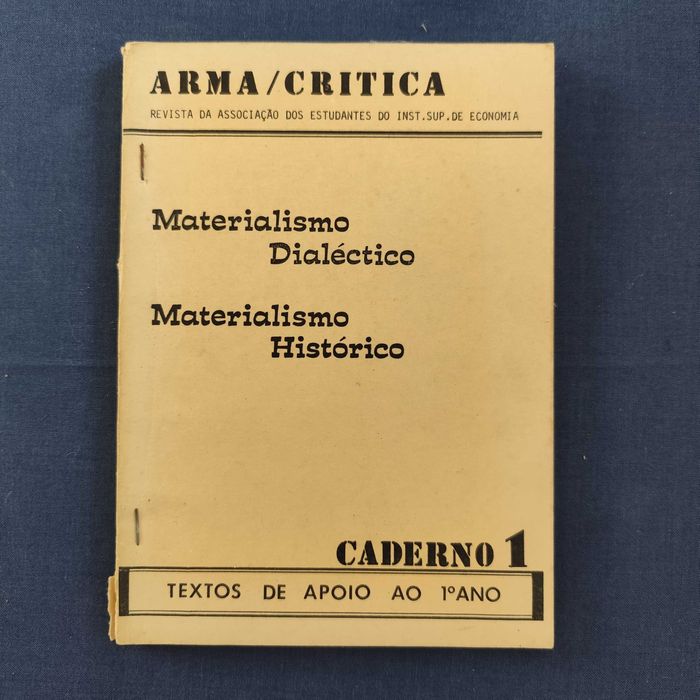 ARMA/CRITICA
REVISTA DA ASSOCIAÇÃO DOS ESTUDANTES DO INST.SUP.DE ECONOMIA
Materialismo
Dialéctico
Materialismo
Histórico
CADERNO 1
TEXTOS DE APOIO AO 1ºANO